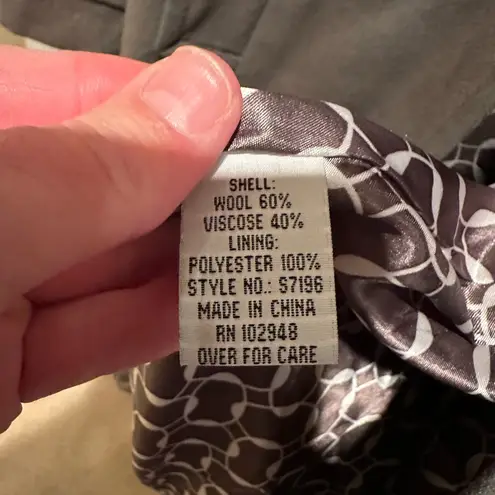 SHELL:
WOOL 60%
VISCOSE 40%
LINING:
POLYESTER 100%
STYLE NO.: S7196
MADE IN CHINA
RN 102948
OVER FOR CARE